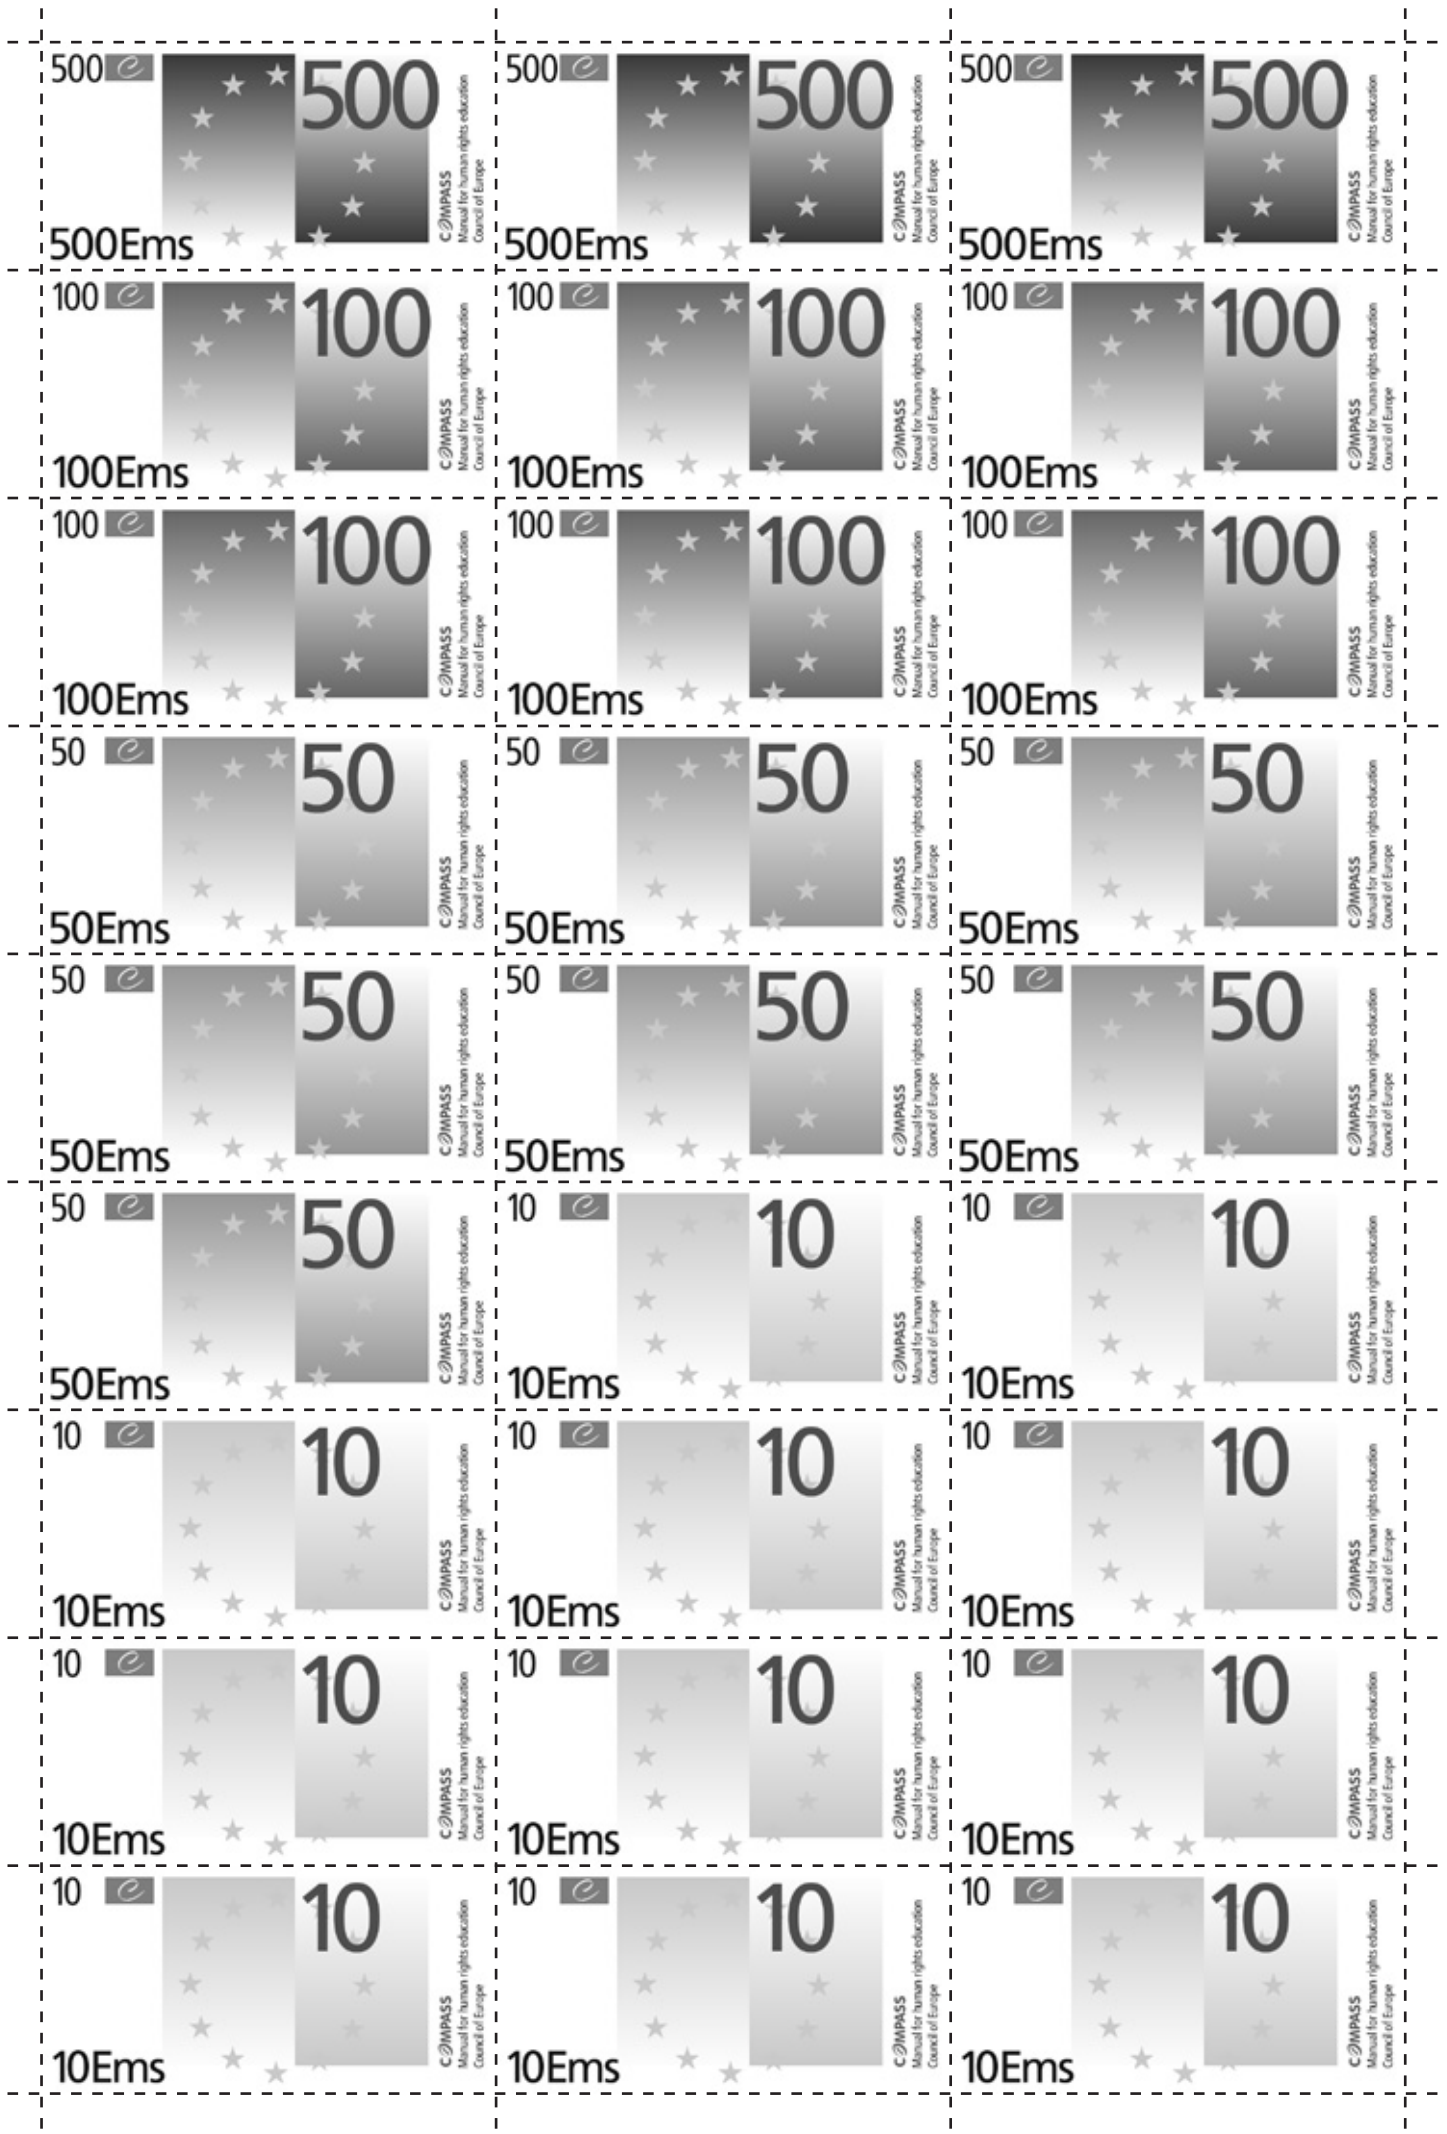 500 500
COMPASS
Manual for human rights education
Council of Europe
500Ems
500 500
COMPASS
Manual for human rights education
Council of Europe
500Ems
500 500
COMPASS
Manual for human rights education
Council of Europe
500Ems
100 100
COMPASS
Manual for human rights education
Council of Europe
100Ems
100 100
COMPASS
Manual for human rights education
Council of Europe
100Ems
100 100
COMPASS
Manual for human rights education
Council of Europe
100Ems
100 100
COMPASS
Manual for human rights education
Council of Europe
100Ems
100 100
COMPASS
Manual for human rights education
Council of Europe
100Ems
100 100
COMPASS
Manual for human rights education
Council of Europe
100Ems
50 50
COMPASS
Manual for human rights education
Council of Europe
50Ems
50 50
COMPASS
Manual for human rights education
Council of Europe
50Ems
50 50
COMPASS
Manual for human rights education
Council of Europe
50Ems
50 50
COMPASS
Manual for human rights education
Council of Europe
50Ems
50 50
COMPASS
Manual for human rights education
Council of Europe
50Ems
50 50
COMPASS
Manual for human rights education
Council of Europe
50Ems
50 50
COMPASS
Manual for human rights education
Council of Europe
50Ems
10 10
COMPASS
Manual for human rights education
Council of Europe
10Ems
10 10
COMPASS
Manual for human rights education
Council of Europe
10Ems
10 10
COMPASS
Manual for human rights education
Council of Europe
10Ems
10 10
COMPASS
Manual for human rights education
Council of Europe
10Ems
10 10
COMPASS
Manual for human rights education
Council of Europe
10Ems
10 10
COMPASS
Manual for human rights education
Council of Europe
10Ems
10 10
COMPASS
Manual for human rights education
Council of Europe
10Ems
10 10
COMPASS
Manual for human rights education
Council of Europe
10Ems
10 10
COMPASS
Manual for human rights education
Council of Europe
10Ems
10 10
COMPASS
Manual for human rights education
Council of Europe
10Ems
10 10
COMPASS
Manual for human rights education
Council of Europe
10Ems